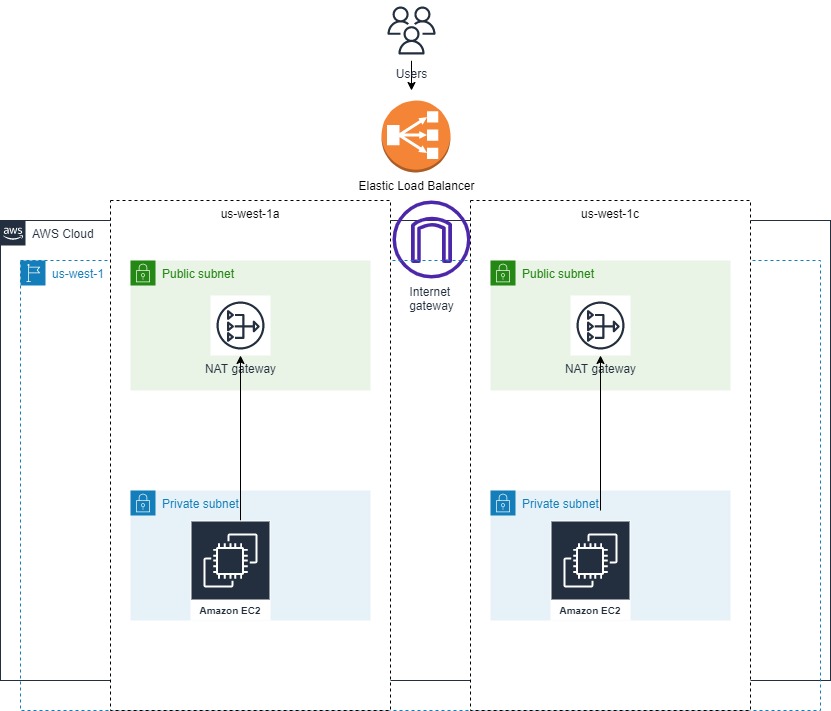 Users
Elastic Load Balancer
us-west-1a
us-west-1c
aws
AWS Cloud
us-west-1
Public subnet
Internet
gateway
Public subnet
NAT gateway
NAT gateway
Private subnet
Private subnet
Amazon EC2
Amazon EC2